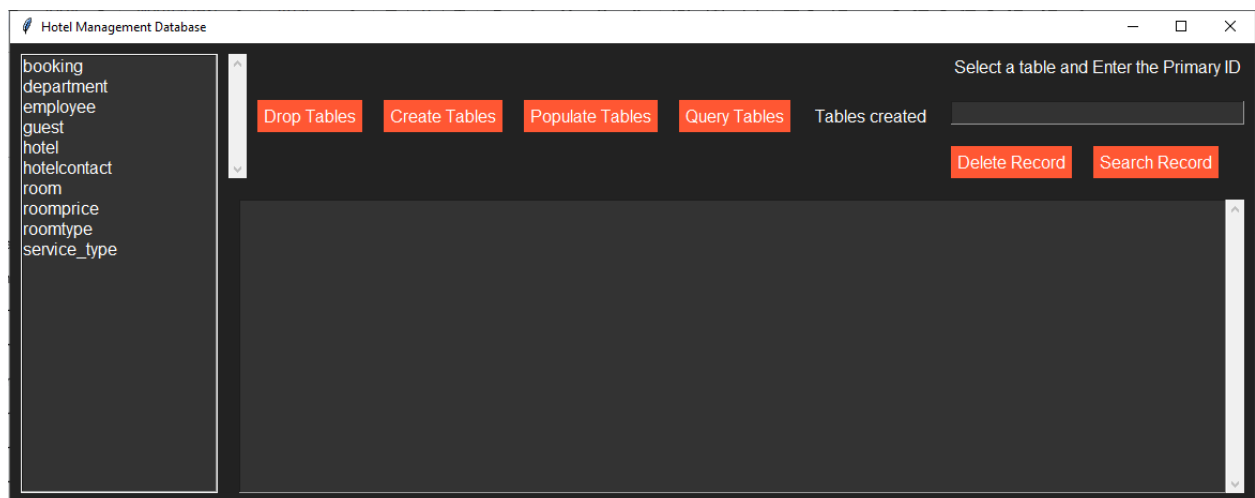 Hotel Management Database
booking
department
employee
guest
hotel
hotelcontact
room
roomprice
roomtype
service_type
Drop Tables
Create Tables
Populate Tables
Query Tables
Tables created
Select a table and Enter the Primary ID
Delete Record
Search Record